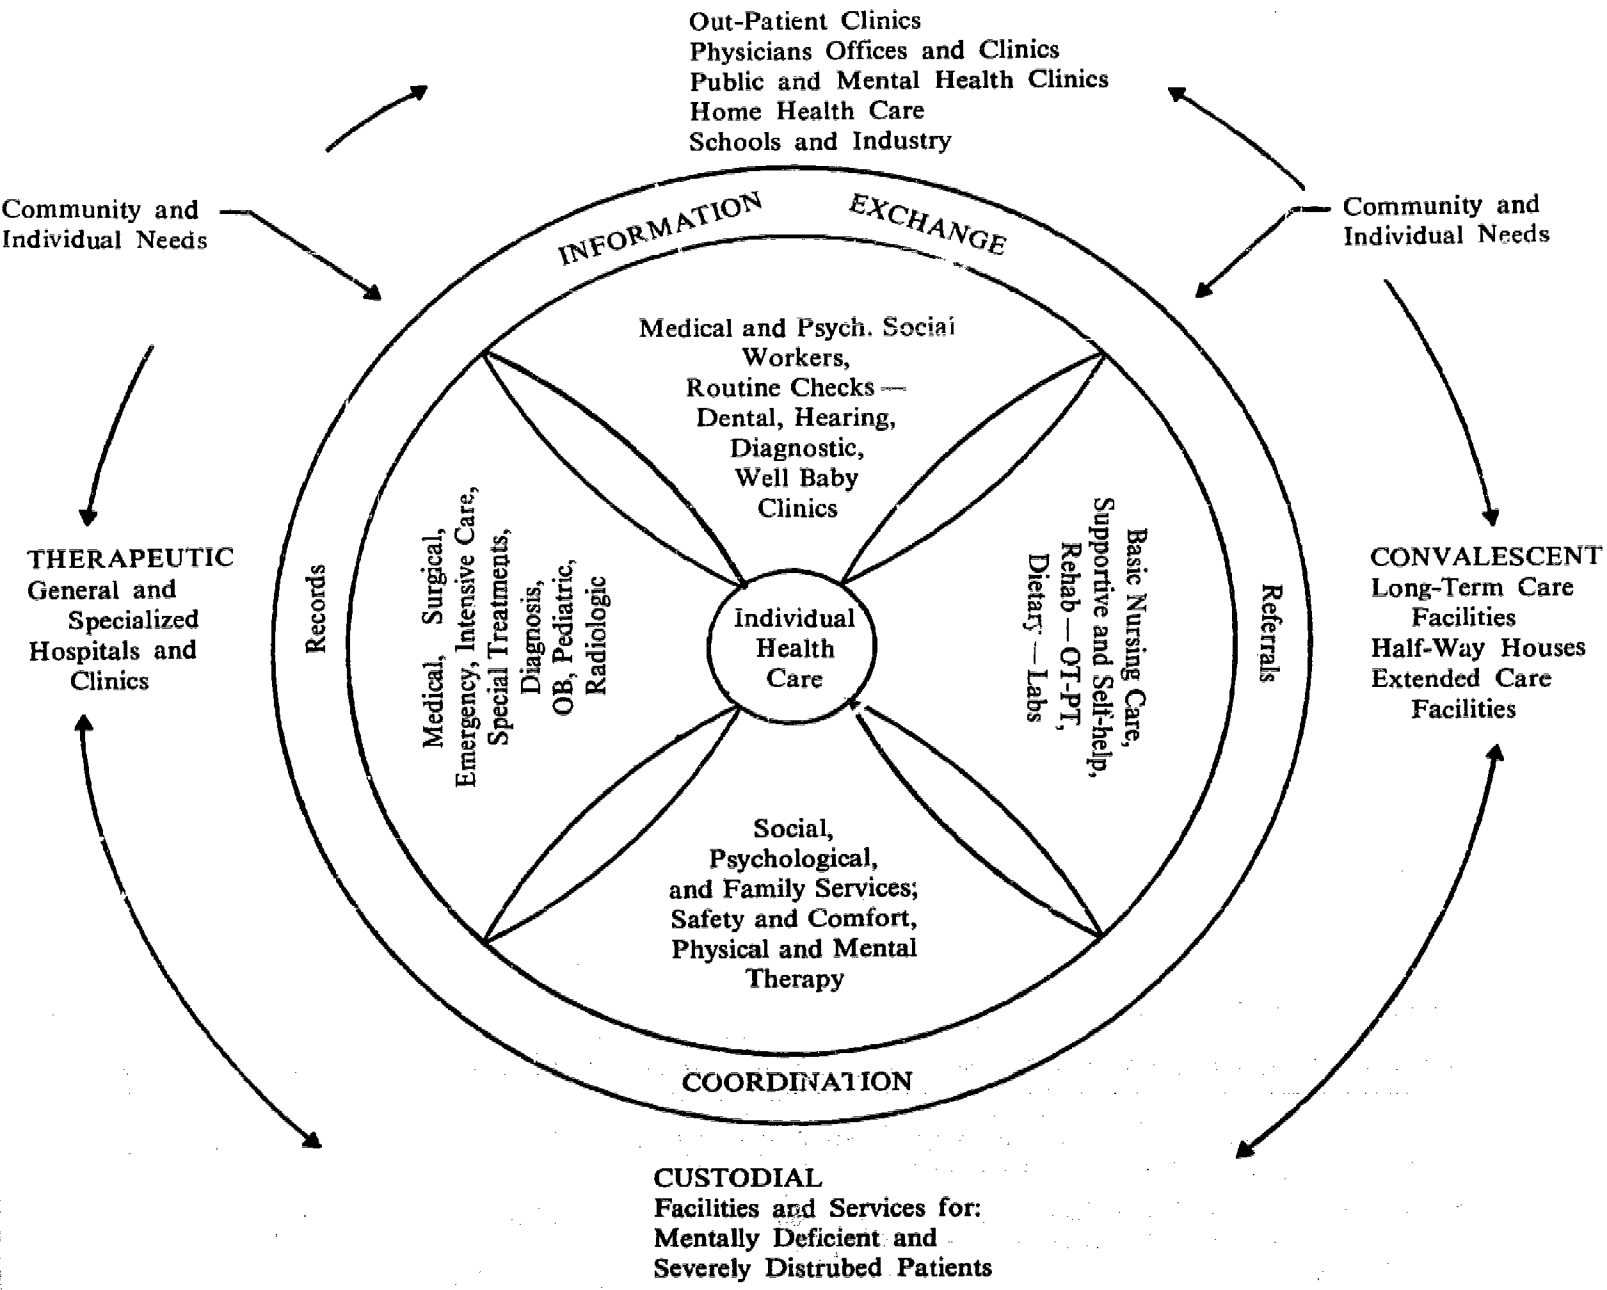 Out-Patient Clinics
Physicians Offices and Clinics
Public and Mental Health Clinics
Home Health Care
Schools and Industry
Community and
Individual Needs
Community and
Individual Needs
INFORMATION EXCHANGE
Medical and Psych. Social
Workers,
Routine Checks —
Dental, Hearing,
Diagnostic,
Well Baby
Clinics
THERAPEUTIC
General and
Specialized
Hospitals and
Clinics
Records
Medical, Surgical,
Emergency, Intensive Care,
Special Treatments,
Diagnosis,
OB, Pediatric,
Radiologic
Individual
Health
Care
Basic Nursing Care,
Supportive and Self-help,
Rehab — OT-PT,
Dietary — Labs
Referrals
CONVALESCENT
Long-Term Care
Facilities
Half-Way Houses
Extended Care
Facilities
Social,
Psychological,
and Family Services;
Safety and Comfort,
Physical and Mental
Therapy
COORDINATION
CUSTODIAL
Facilities and Services for:
Mentally Deficient and
Severely Distrubed Patients